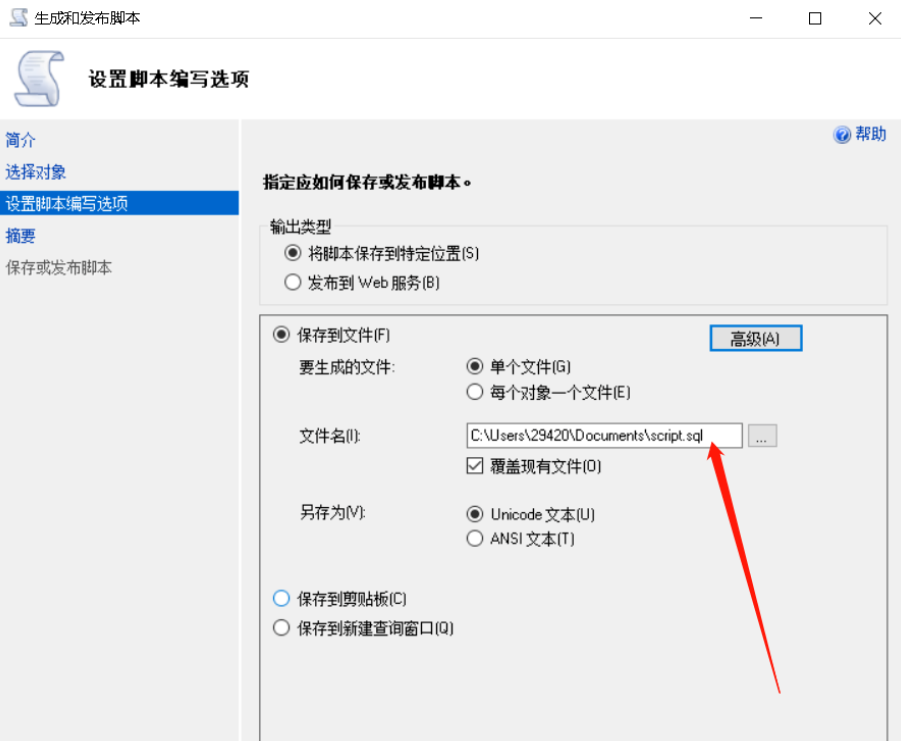 生成和发布脚本
设置脚本编写选项
简介
选择对象
设置脚本编写选项
摘要
保存或发布脚本
帮助
指定应如何保存或发布脚本。
输出类型
将脚本保存到特定位置(S)
发布到 Web 服务(B)
保存到文件(F)
高级(A)
要生成的文件:
单个文件(G)
每个对象一个文件(E)
文件名(I):
C:\Users\29420\Documents\script.sql
...
覆盖现有文件(O)
另存为(V):
Unicode 文本(U)
ANSI 文本(T)
保存到剪贴板(C)
保存到新建查询窗口(Q)